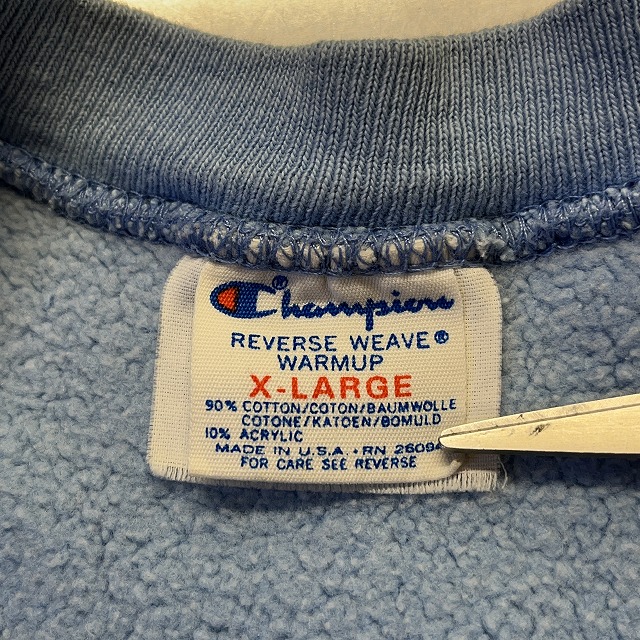 Champion®
REVERSE WEAVE®
WARMUP
X-LARGE
90% COTTON/COTON/BAUMWOLLE
COTONE/KATOEN/BOMULD
10% ACRYLIC
MADE IN U.S.A. • RN 26094
FOR CARE SEE REVERSE